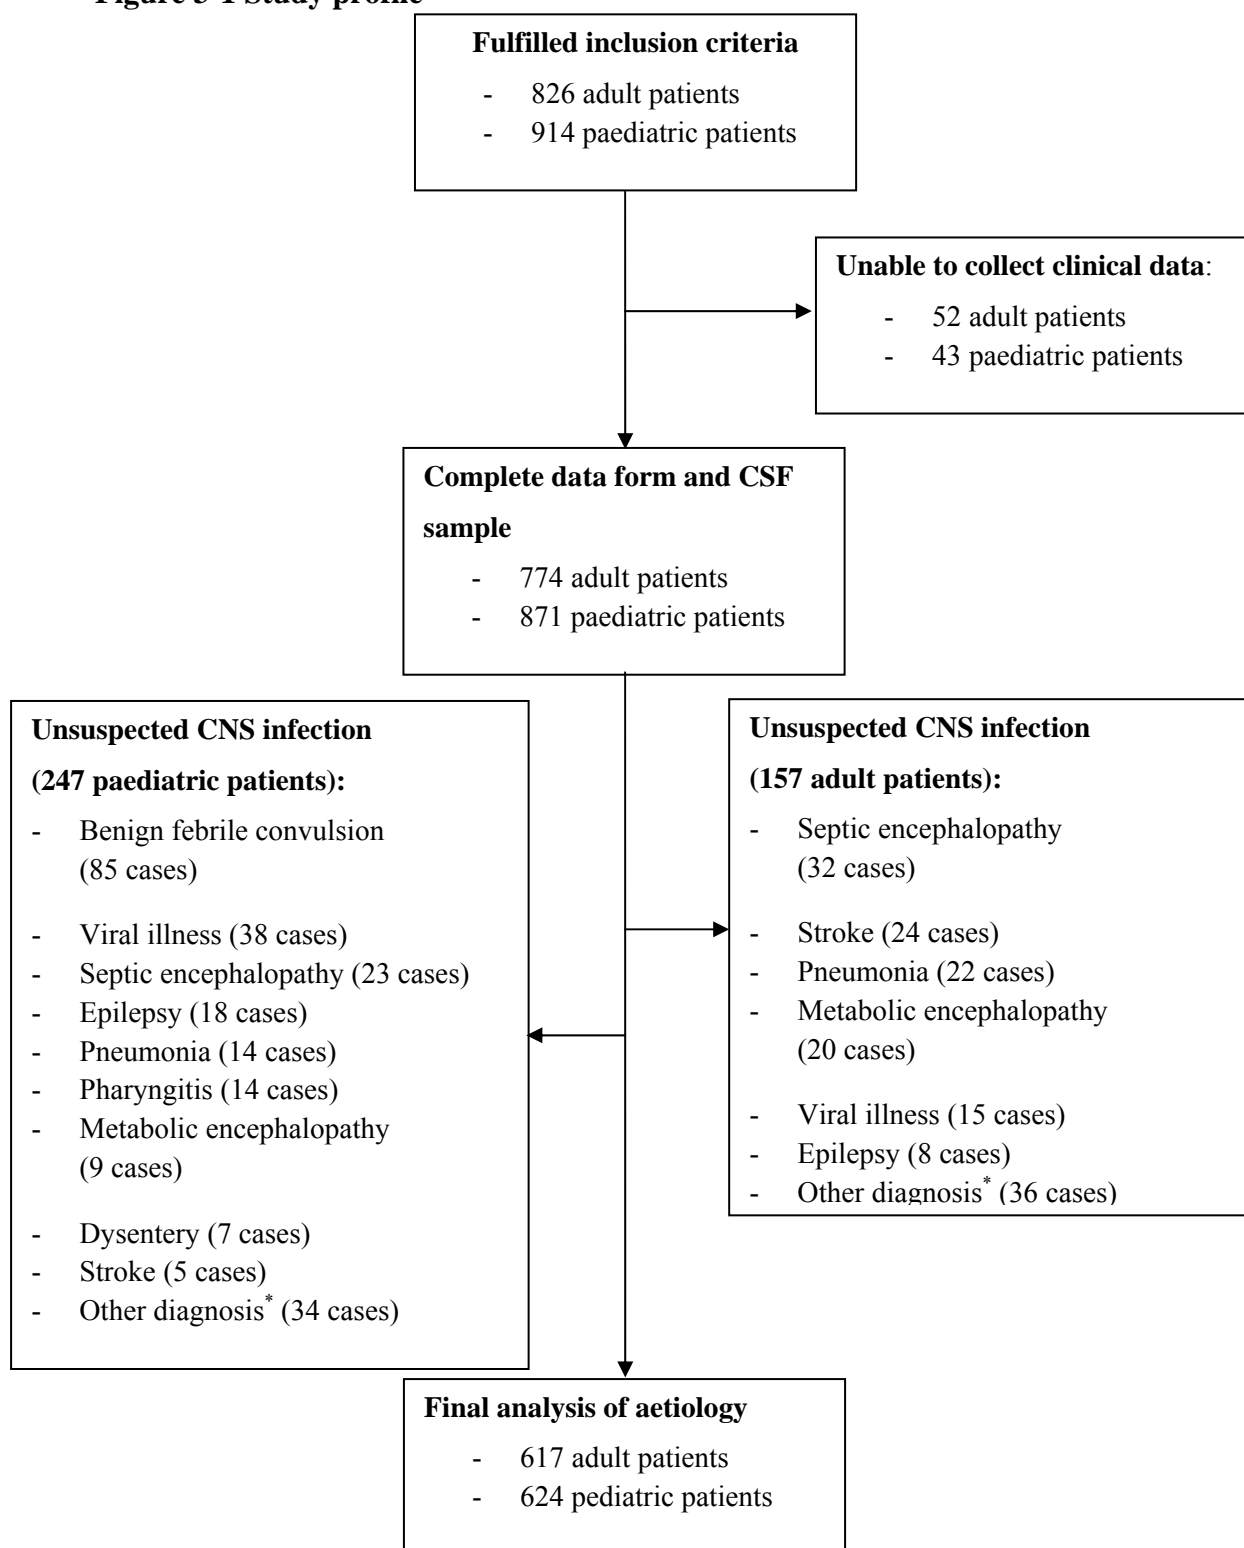 Figure 3-1 Study profile
Fulfilled inclusion criteria
- 826 adult patients
- 914 paediatric patients
Unable to collect clinical data:
- 52 adult patients
- 43 paediatric patients
Complete data form and CSF
sample
- 774 adult patients
- 871 paediatric patients
Unsuspected CNS infection
(247 paediatric patients):
- Benign febrile convulsion
(85 cases)
- Viral illness (38 cases)
- Septic encephalopathy (23 cases)
- Epilepsy (18 cases)
- Pneumonia (14 cases)
- Pharyngitis (14 cases)
- Metabolic encephalopathy
(9 cases)
- Dysentery (7 cases)
- Stroke (5 cases)
- Other diagnosis* (34 cases)
Unsuspected CNS infection
(157 adult patients):
- Septic encephalopathy
(32 cases)
- Stroke (24 cases)
- Pneumonia (22 cases)
- Metabolic encephalopathy
(20 cases)
- Viral illness (15 cases)
- Epilepsy (8 cases)
- Other diagnosis* (36 cases)
Final analysis of aetiology
- 617 adult patients
- 624 pediatric patients